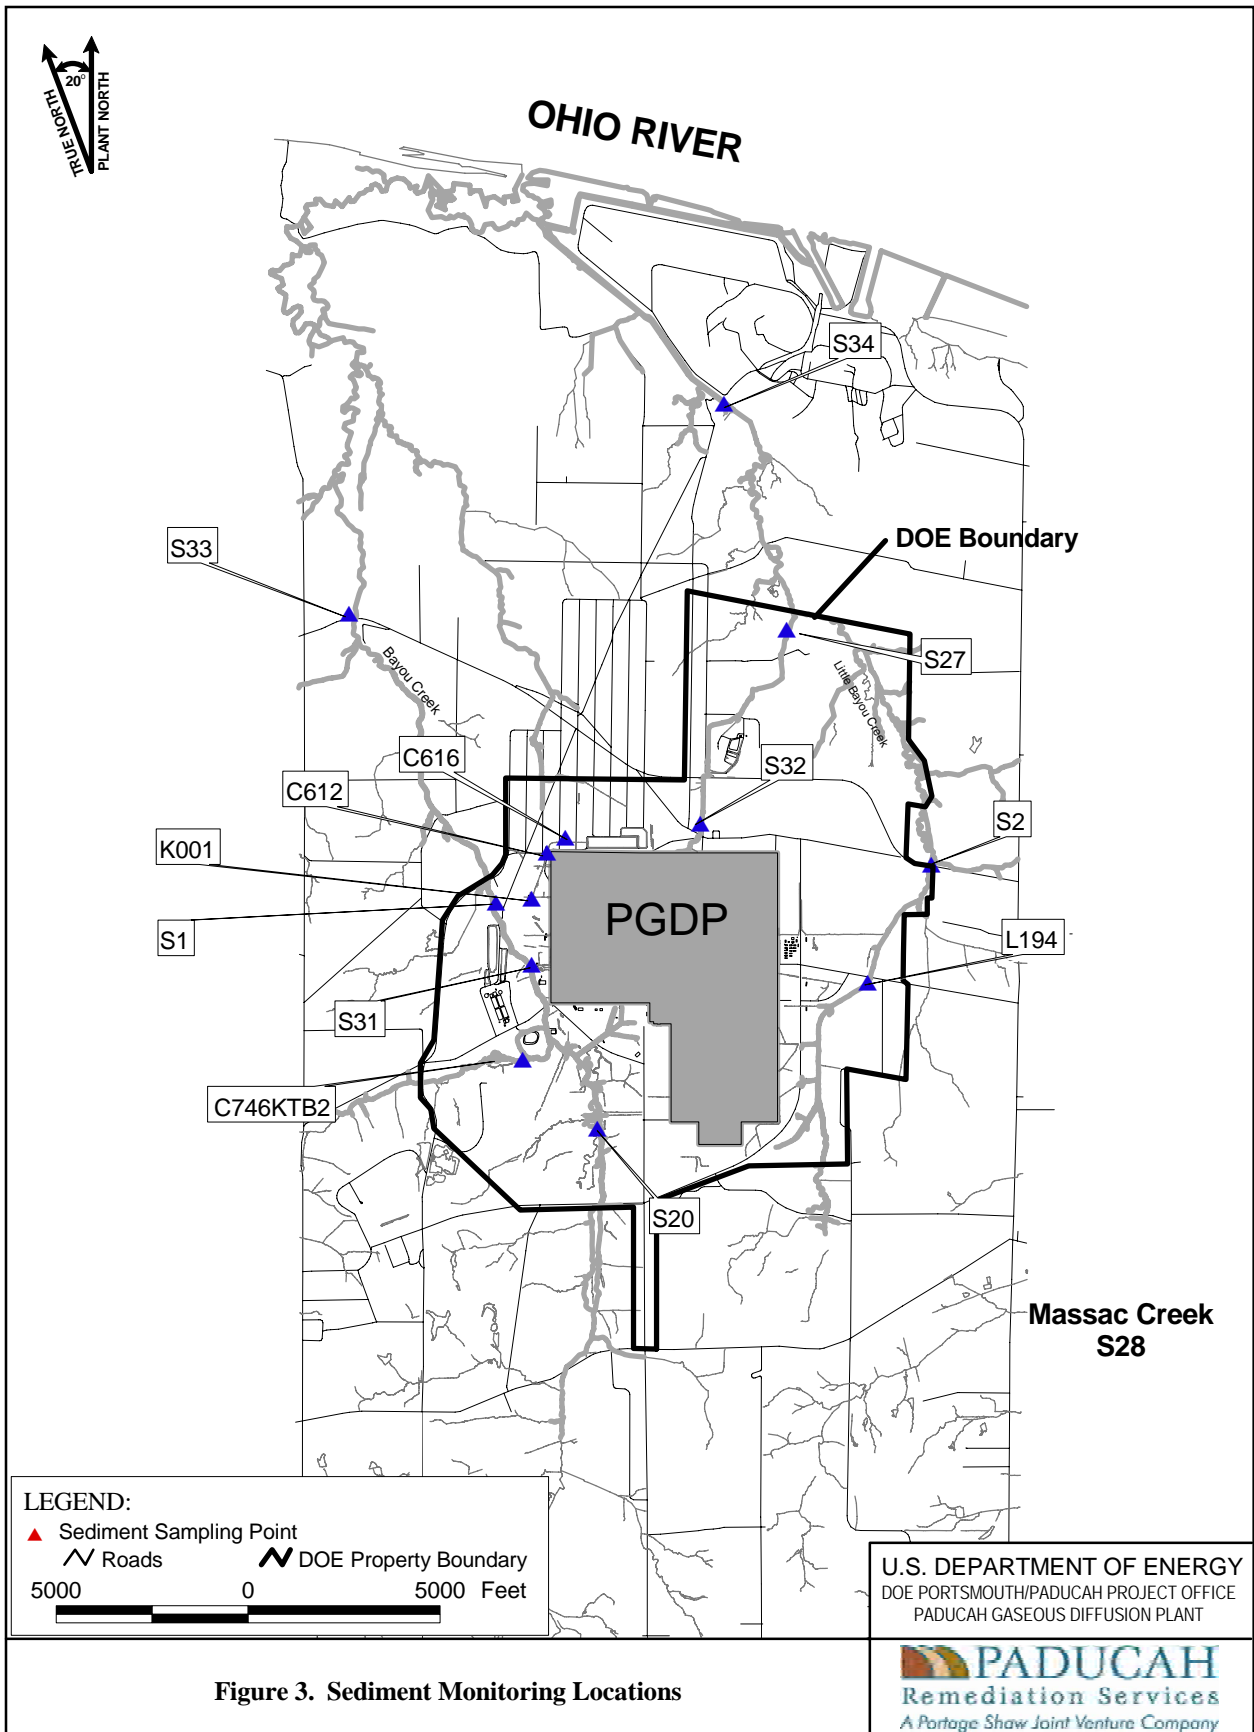 20°
TRUE NORTH
PLANT NORTH
OHIO RIVER
S34
S33
DOE Boundary
S27
Bayou Creek
Little Bayou Creek
C616
S32
C612
S2
K001
PGDP
S1
L194
S31
C746KTB2
S20
Massac Creek
S28
LEGEND:
Sediment Sampling Point
Roads
DOE Property Boundary
5000 0 5000 Feet
U.S. DEPARTMENT OF ENERGY
DOE PORTSMOUTH/PADUCAH PROJECT OFFICE
PADUCAH GASEOUS DIFFUSION PLANT
Figure 3. Sediment Monitoring Locations
PADUCAH
Remediation Services
A Portage Shaw Joint Venture Company